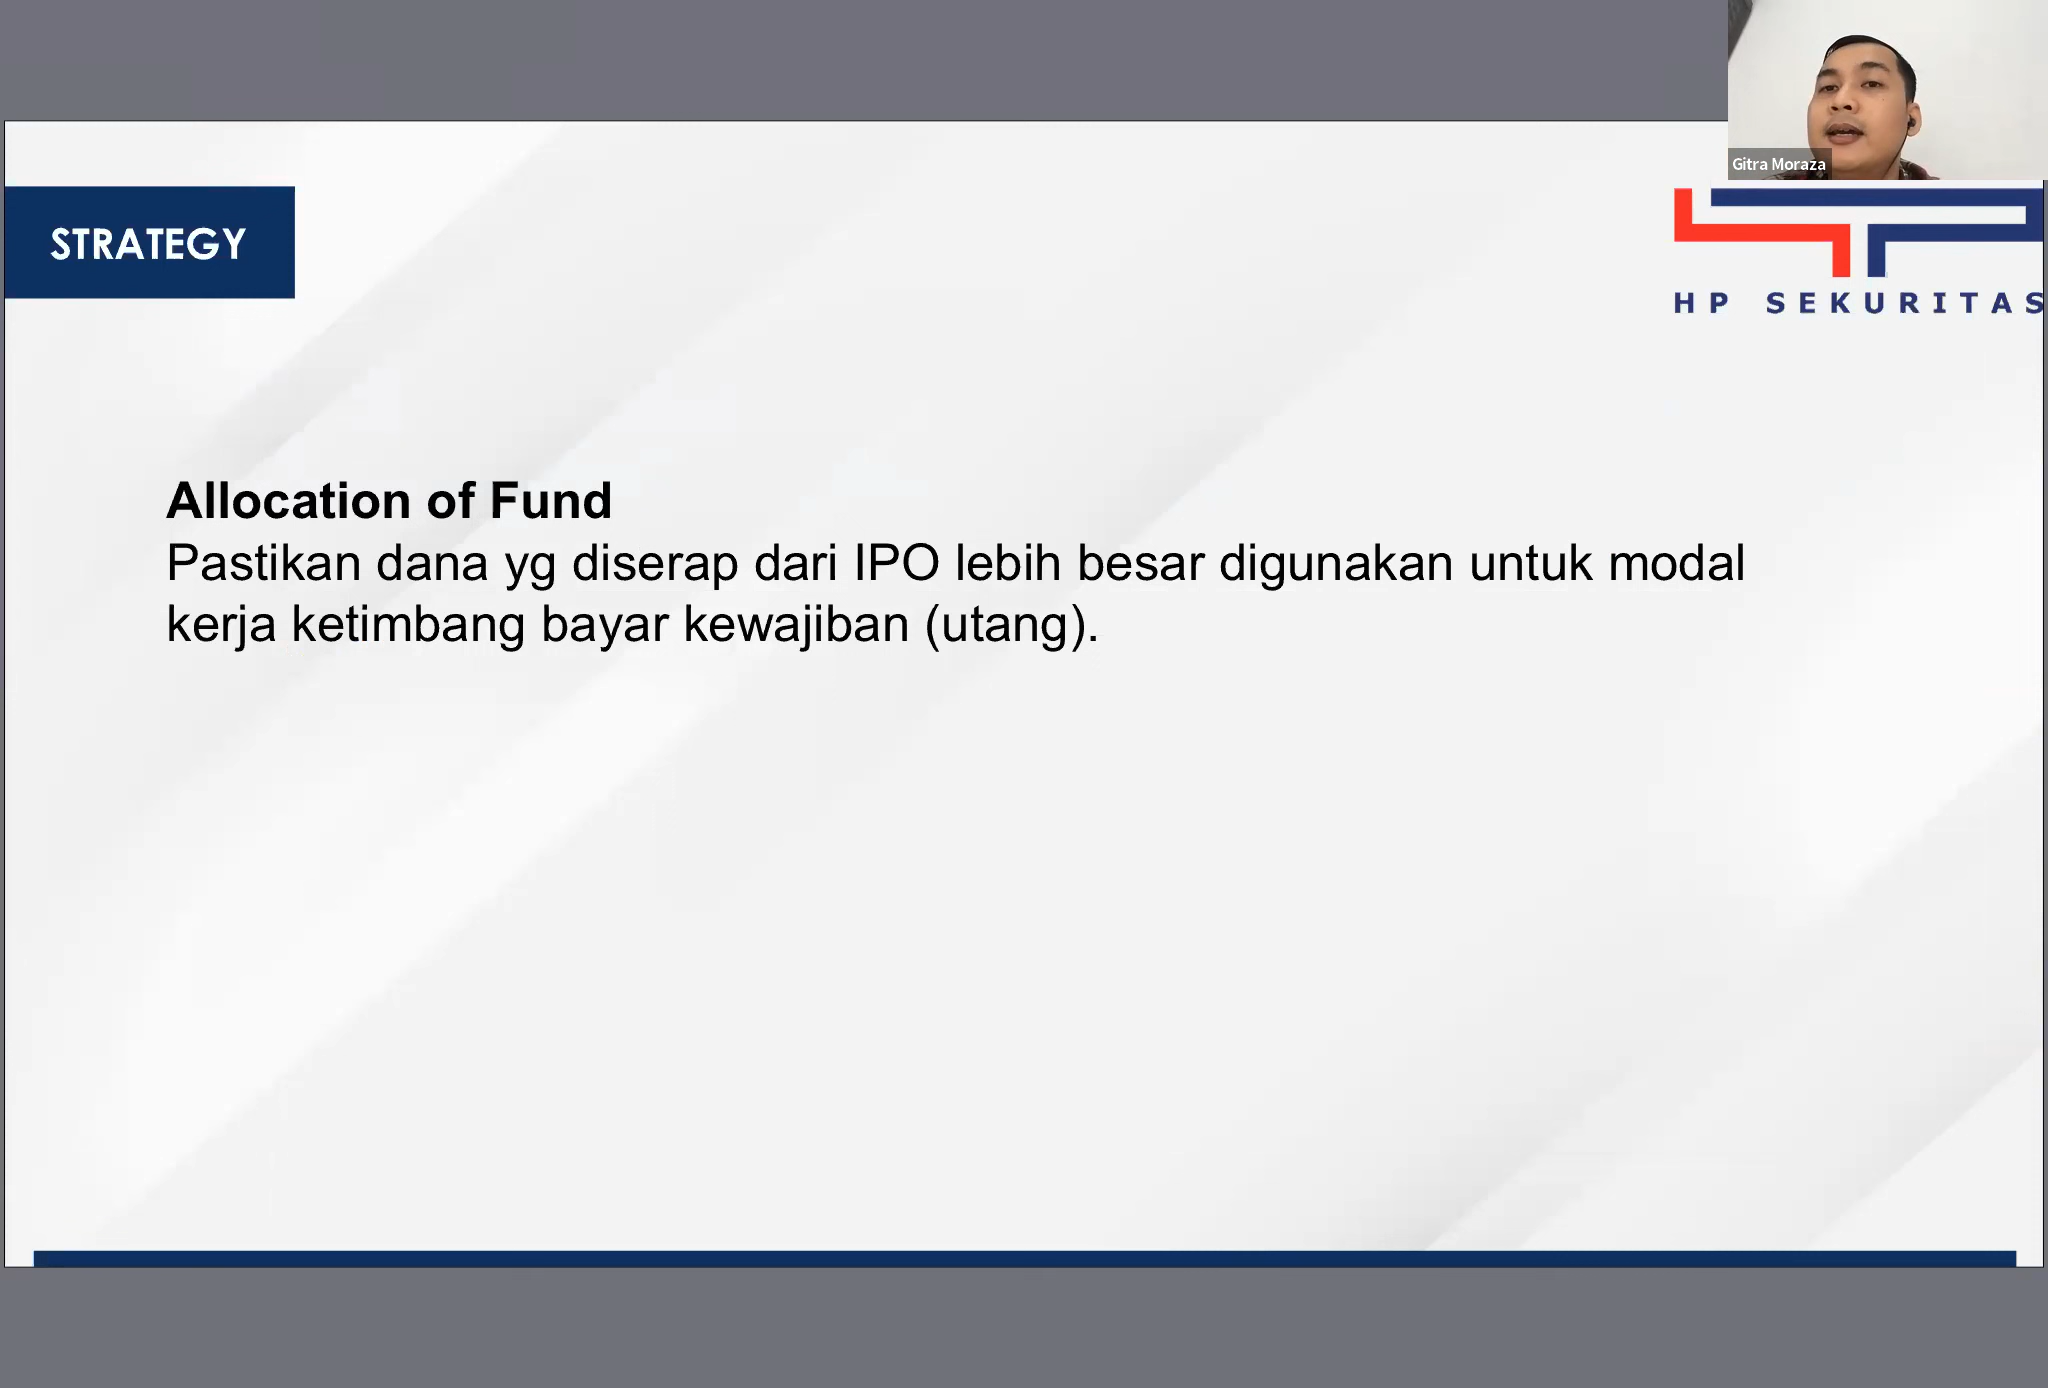 Gitra Moraza
STRATEGY
HP SEKURITAS
Allocation of Fund
Pastikan dana yg diserap dari IPO lebih besar digunakan untuk modal
kerja ketimbang bayar kewajiban (utang).